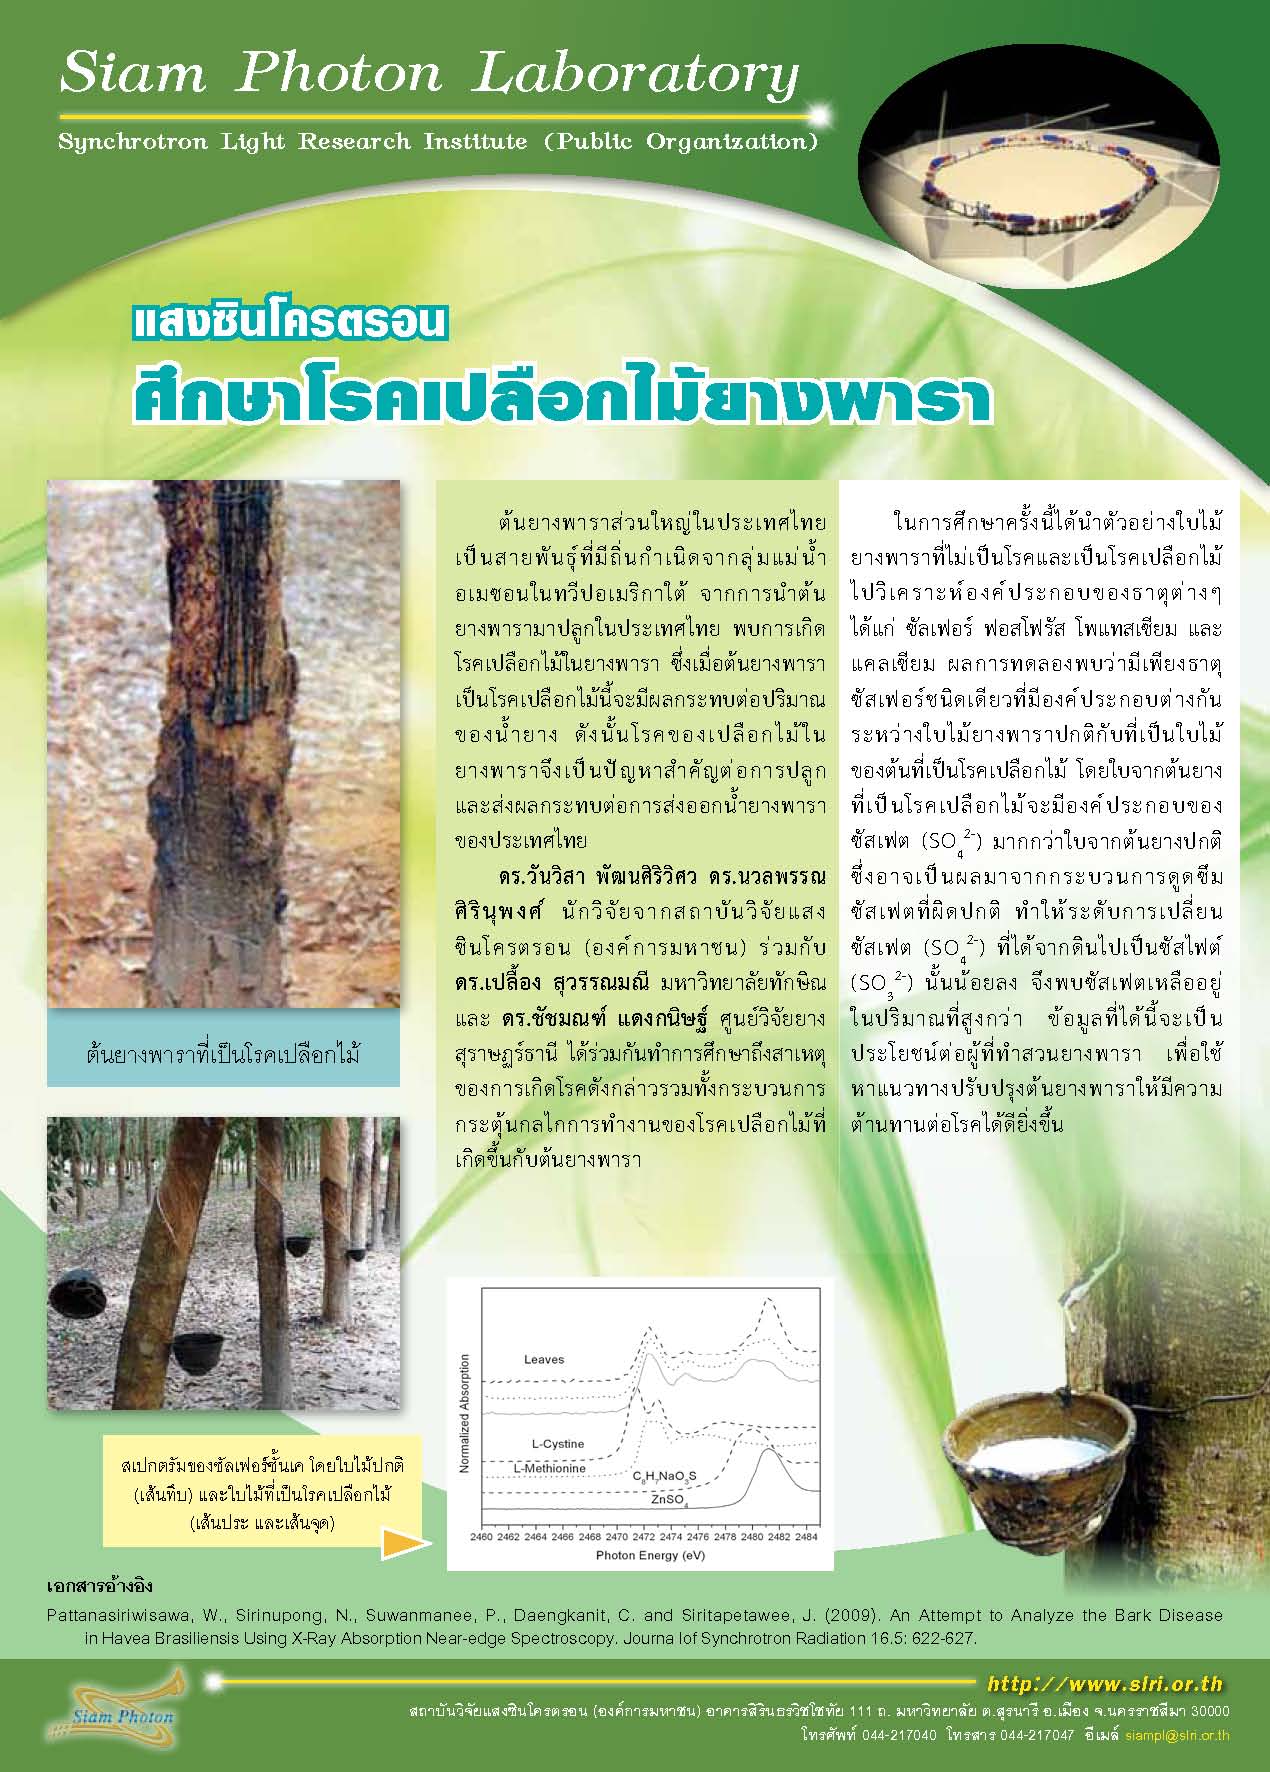 Siam Photon Laboratory
Synchrotron Light Research Institute (Public Organization)
แสงซินโครตรอน
ศึกษาโรคเปลือกไม้ยางพารา
ต้นยางพาราที่เป็นโรคเปลือกไม้
ต้นยางพาราส่วนใหญ่ในประเทศไทย
เป็นสายพันธุ์ที่มีถิ่นกำเนิดจากลุ่มแม่น้ำ
อเมซอนในทวีปอเมริกาใต้ จากการนำต้น
ยางพารามาปลูกในประเทศไทย พบการเกิด
โรคเปลือกไม้ในยางพารา ซึ่งเมื่อต้นยางพารา
เป็นโรคเปลือกไม้นี้จะมีผลกระทบต่อปริมาณ
ของน้ำยาง ดังนั้นโรคของเปลือกไม้ใน
ยางพาราจึงเป็นปัญหาสำคัญต่อการปลูก
และส่งผลกระทบต่อการส่งออกน้ำยางพารา
ของประเทศไทย
ดร.วันวิสา พัฒนศิริวิศว ดร.นวลพรรณ
ศิรินุพงศ์ นักวิจัยจากสถาบันวิจัยแสง
ซินโครตรอน (องค์การมหาชน) ร่วมกับ
ดร.เปลื้อง สุวรรณมณี มหาวิทยาลัยทักษิณ
และ ดร.ชัชมณฑ์ แดงกนิษฐ์ ศูนย์วิจัยยาง
สุราษฎร์ธานี ได้ร่วมกันทำการศึกษาถึงสาเหตุ
ของการเกิดโรคดังกล่าวรวมทั้งกระบวนการ
กระตุ้นกลไกการทำงานของโรคเปลือกไม้ที่
เกิดขึ้นกับต้นยางพารา
ในการศึกษาครั้งนี้ได้นำตัวอย่างใบไม้
ยางพาราที่ไม่เป็นโรคและเป็นโรคเปลือกไม้
ไปวิเคราะห์องค์ประกอบของธาตุต่างๆ
ได้แก่ ซัลเฟอร์ ฟอสโฟรัส โพแทสเซียม และ
แคลเซียม ผลการทดลองพบว่ามีเพียงธาตุ
ซัสเฟอร์ชนิดเดียวที่มีองค์ประกอบต่างกัน
ระหว่างใบไม้ยางพาราปกติกับที่เป็นใบไม้
ของต้นที่เป็นโรคเปลือกไม้ โดยใบจากต้นยาง
ที่เป็นโรคเปลือกไม้จะมีองค์ประกอบของ
ซัสเฟต (SO₄²⁻) มากกว่าใบจากต้นยางปกติ
ซึ่งอาจเป็นผลมาจากกระบวนการดูดซึม
ซัสเฟตที่ผิดปกติ ทำให้ระดับการเปลี่ยน
ซัสเฟต (SO₄²⁻) ที่ได้จากดินไปเป็นซัสไฟต์
(SO₃²⁻) นั้นน้อยลง จึงพบซัสเฟตเหลืออยู่
ในปริมาณที่สูงกว่า ข้อมูลที่ได้นี้จะเป็น
ประโยชน์ต่อผู้ที่ทำสวนยางพารา เพื่อใช้
หาแนวทางปรับปรุงต้นยางพาราให้มีความ
ต้านทานต่อโรคได้ดียิ่งขึ้น
สเปกตรัมของซัลเฟอร์ชั้นเค โดยใบไม้ปกติ
(เส้นทึบ) และใบไม้ที่เป็นโรคเปลือกไม้
(เส้นประ และเส้นจุด)
Normalized Absorption
Leaves
L-Cystine
L-Methionine
C₈H₇NaO₃S
ZnSO₄
2460 2462 2464 2466 2468 2470 2472 2474 2476 2478 2480 2482 2484
Photon Energy (eV)
เอกสารอ้างอิง
Pattanasiriwisawa, W., Sirinupong, N., Suwanmanee, P., Daengkanit, C. and Siritapetawee, J. (2009). An Attempt to Analyze the Bark Disease
in Havea Brasiliensis Using X-Ray Absorption Near-edge Spectroscopy. Journa lof Synchrotron Radiation 16.5: 622-627.
Siam Photon
http://www.slri.or.th
สถาบันวิจัยแสงซินโครตรอน (องค์การมหาชน) อาคารสิรินธรวิชโชทัย 111 ถ. มหาวิทยาลัย ต.สุรนารี อ.เมือง จ.นครราชสีมา 30000
โทรศัพท์ 044-217040 โทรสาร 044-217047 อีเมล์ siampl@slri.or.th